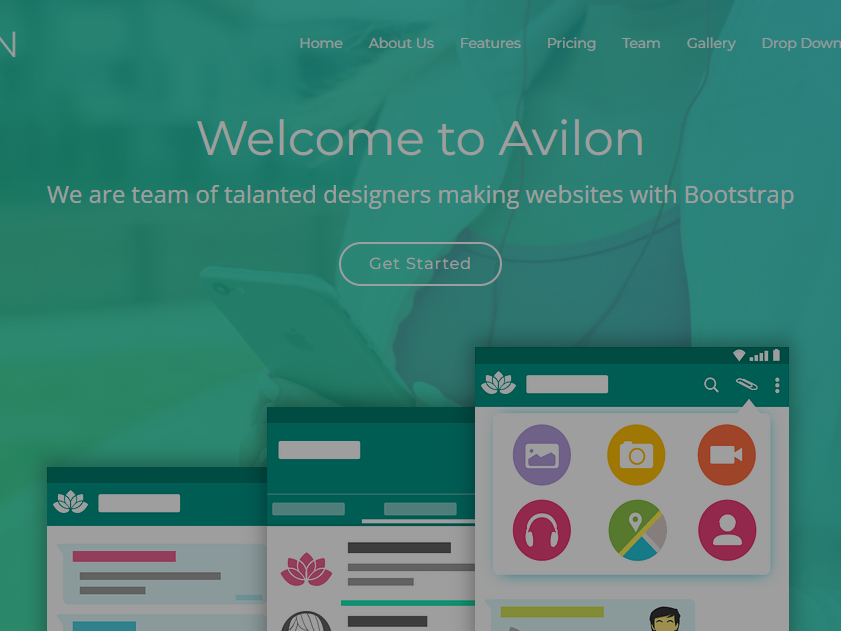 N
Home About Us Features Pricing Team Gallery Drop Down
Welcome to Avilon
We are team of talanted designers making websites with Bootstrap
Get Started